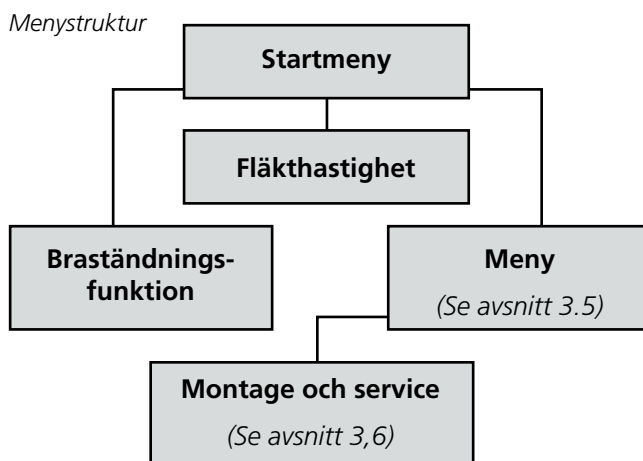 Menystruktur
Startmeny
Fläkthastighet
Braständnings-
funktion
Meny
(Se avsnitt 3.5)
Montage och service
(Se avsnitt 3,6)